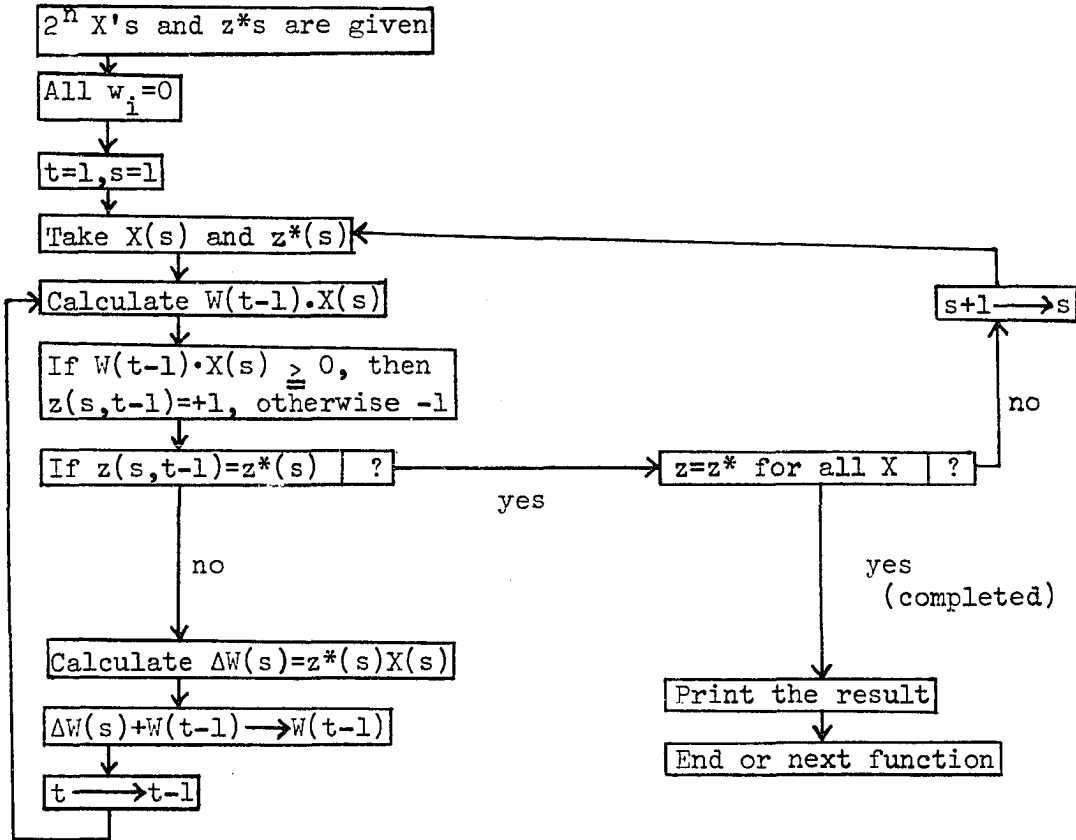 2ⁿ X's and z*s are given
All wᵢ=0
t=1,s=1
Take X(s) and z*(s)
Calculate W(t-1).X(s)
s+1⟶s
If W(t-1)·X(s) ≧ 0, then
z(s,t-1)=+1, otherwise -1
no
If z(s,t-1)=z*(s) ?
z=z* for all X ?
yes
no
yes
(completed)
Calculate ΔW(s)=z*(s)X(s)
Print the result
ΔW(s)+W(t-1)⟶W(t-1)
End or next function
t⟶t-1